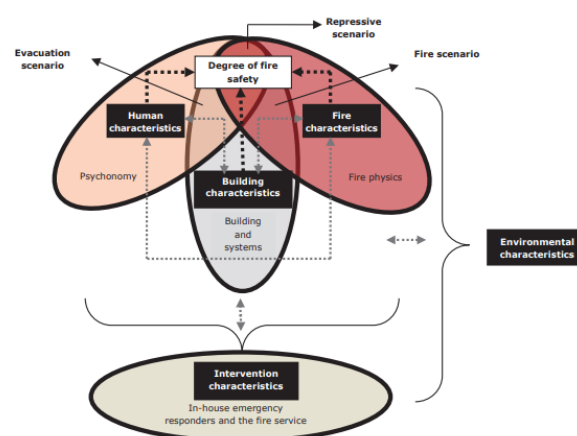 Repressive
scenario
Evacuation
scenario
Fire scenario
Degree of fire
safety
Human
characteristics
Fire
characteristics
Psychonomy
Fire physics
Building
characteristics
Building
and
systems
Environmental
characteristics
Intervention
characteristics
In-house emergency
responders and the fire service